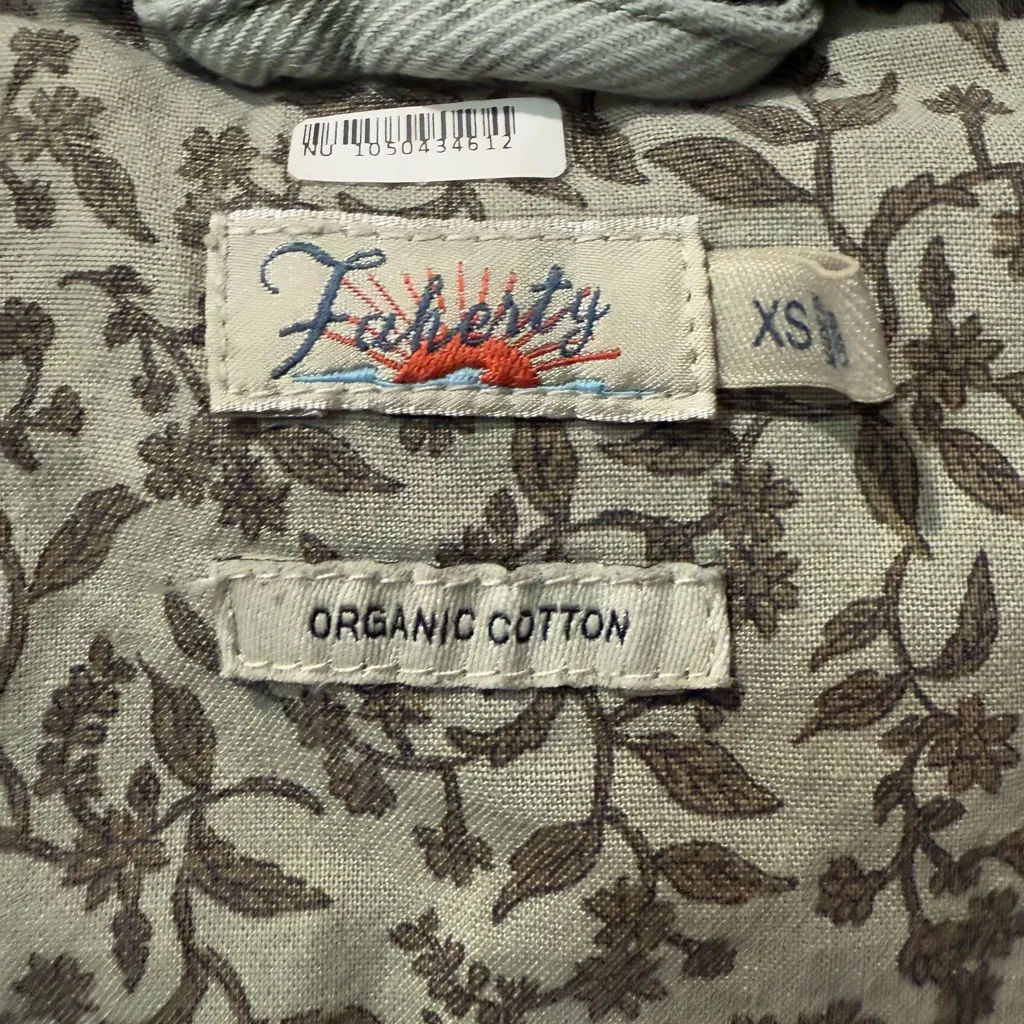 NU 1050434612
Faherty
XS
ORGANIC COTTON